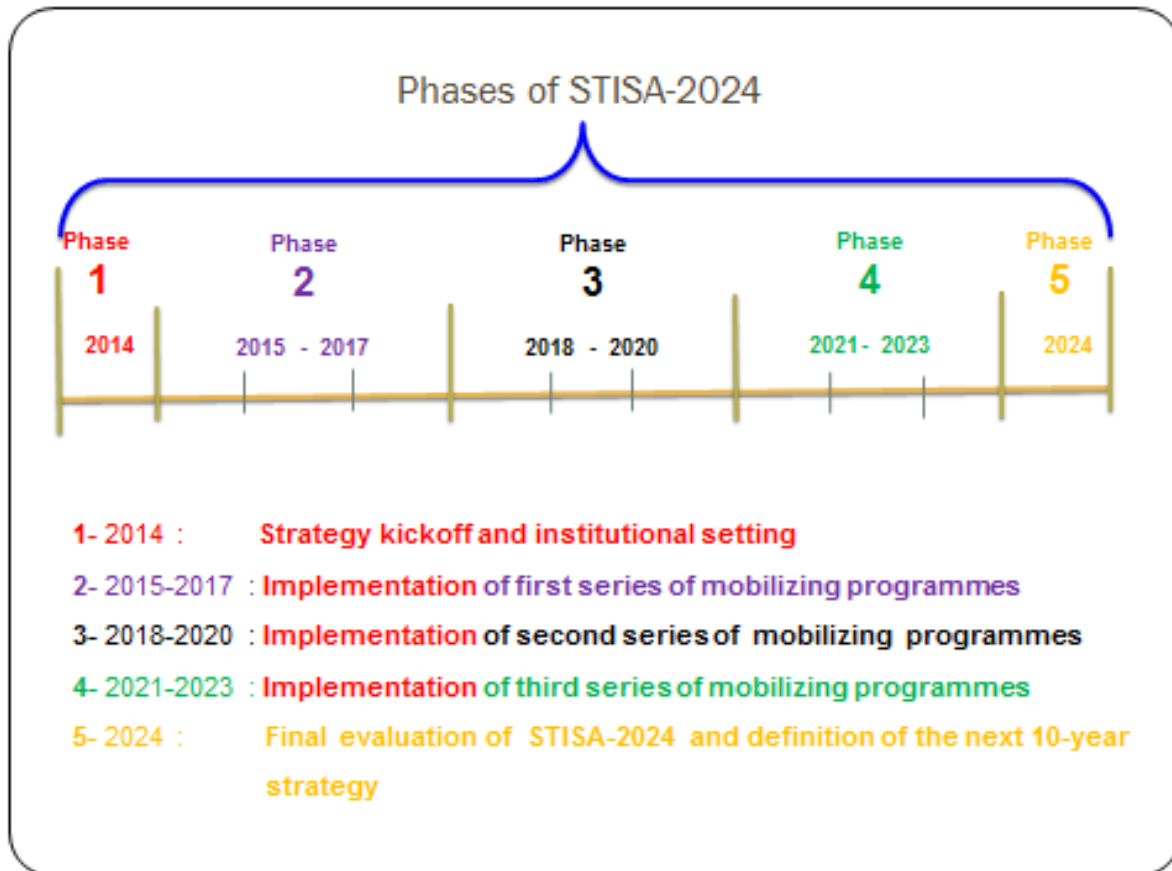 Phases of STISA-2024
Phase Phase Phase Phase Phase
1 2 3 4 5
2014 2015 - 2017 2018 - 2020 2021 - 2023 2024
1- 2014 : Strategy kickoff and institutional setting
2- 2015-2017 : Implementation of first series of mobilizing programmes
3- 2018-2020 : Implementation of second series of mobilizing programmes
4- 2021-2023 : Implementation of third series of mobilizing programmes
5- 2024 : Final evaluation of STISA-2024 and definition of the next 10-year
strategy